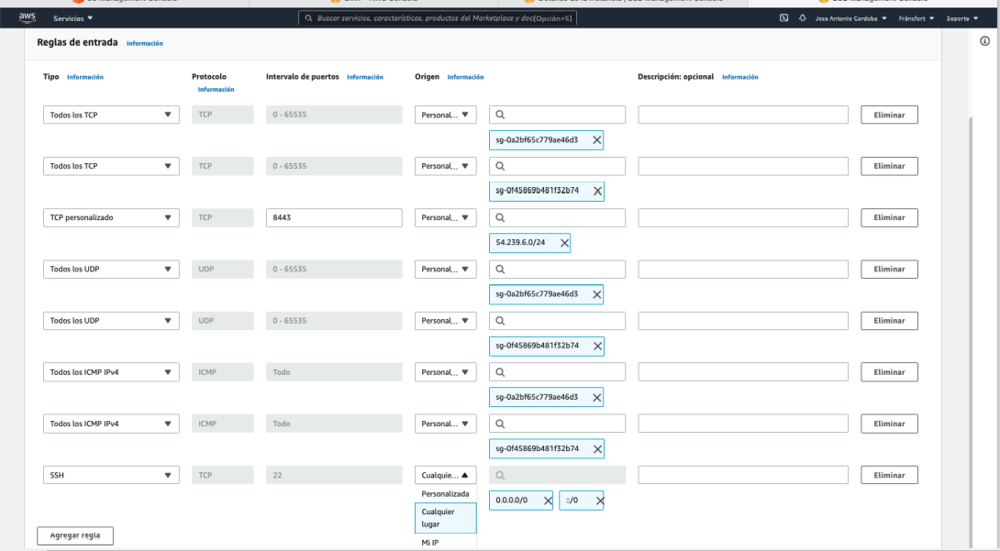 aws
Servicios
Buscar servicios, características, productos del Marketplace y doc[Opción+S]
Jose Antonio Cordoba
Fráncfort
Soporte
Reglas de entrada Información
Tipo Información
Protocolo
Información
Intervalo de puertos Información
Origen Información
Descripción: opcional Información
Todos los TCP TCP 0 - 65535 Personal... Eliminar
sg-0a2bf65c779ae46d3
Todos los TCP TCP 0 - 65535 Personal... Eliminar
sg-0f45869b481f32b74
TCP personalizado TCP 8443 Personal... Eliminar
54.239.6.0/24
Todos los UDP UDP 0 - 65535 Personal... Eliminar
sg-0a2bf65c779ae46d3
Todos los UDP UDP 0 - 65535 Personal... Eliminar
sg-0f45869b481f32b74
Todos los ICMP IPv4 ICMP Todo Personal... Eliminar
sg-0a2bf65c779ae46d3
Todos los ICMP IPv4 ICMP Todo Personal... Eliminar
sg-0f45869b481f32b74
SSH TCP 22 Cualquie... Eliminar
Personalizada
0.0.0.0/0 ::/0
Cualquier
lugar
Mi IP
Agregar regla